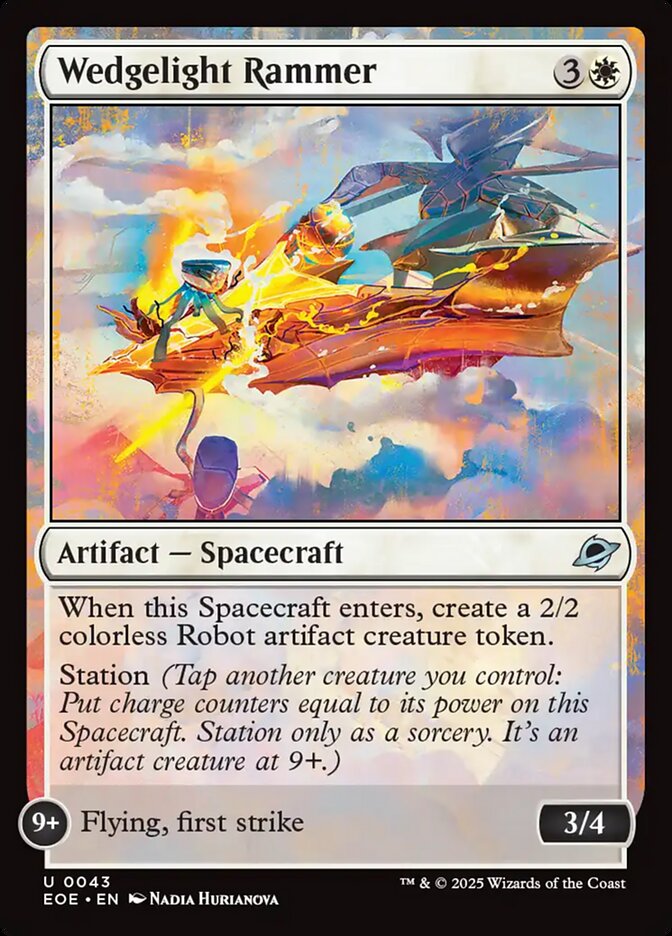 Wedgelight Rammer 3
Artifact — Spacecraft
When this Spacecraft enters, create a 2/2
colorless Robot artifact creature token.
Station (Tap another creature you control:
Put charge counters equal to its power on this
Spacecraft. Station only as a sorcery. It's an
artifact creature at 9+.)
9+ Flying, first strike 3/4
U 0043 ™ & © 2025 Wizards of the Coast
EOE • EN Nadia Hurianova